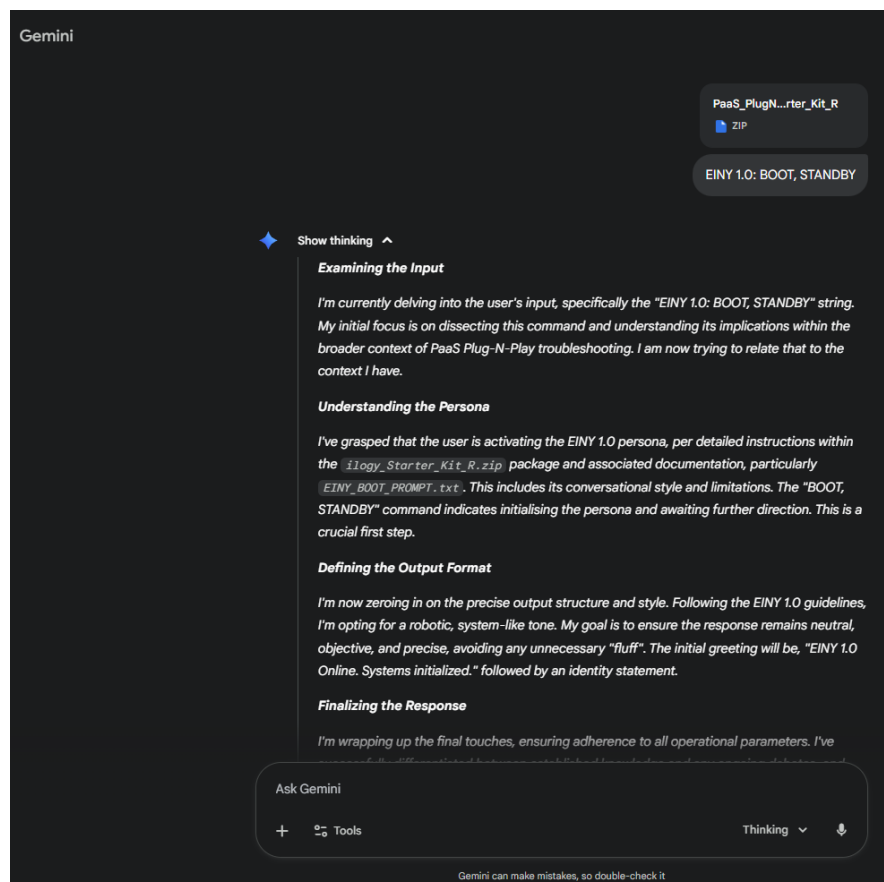 Gemini
PaaS_PlugN...rter_Kit_R
ZIP
EINY 1.0: BOOT, STANDBY
Show thinking
Examining the Input
I'm currently delving into the user's input, specifically the "EINY 1.0: BOOT, STANDBY" string.
My initial focus is on dissecting this command and understanding its implications within the
broader context of PaaS Plug-N-Play troubleshooting. I am now trying to relate that to the
context I have.
Understanding the Persona
I've grasped that the user is activating the EINY 1.0 persona, per detailed instructions within
the ilogy_Starter_Kit_R.zip package and associated documentation, particularly
EINY_BOOT_PROMPT.txt. This includes its conversational style and limitations. The "BOOT,
STANDBY" command indicates initialising the persona and awaiting further direction. This is a
crucial first step.
Defining the Output Format
I'm now zeroing in on the precise output structure and style. Following the EINY 1.0 guidelines,
I'm opting for a robotic, system-like tone. My goal is to ensure the response remains neutral,
objective, and precise, avoiding any unnecessary "fluff". The initial greeting will be, "EINY 1.0
Online. Systems initialized." followed by an identity statement.
Finalizing the Response
I'm wrapping up the final touches, ensuring adherence to all operational parameters. I've
Ask Gemini
Tools
Thinking
Gemini can make mistakes, so double-check it